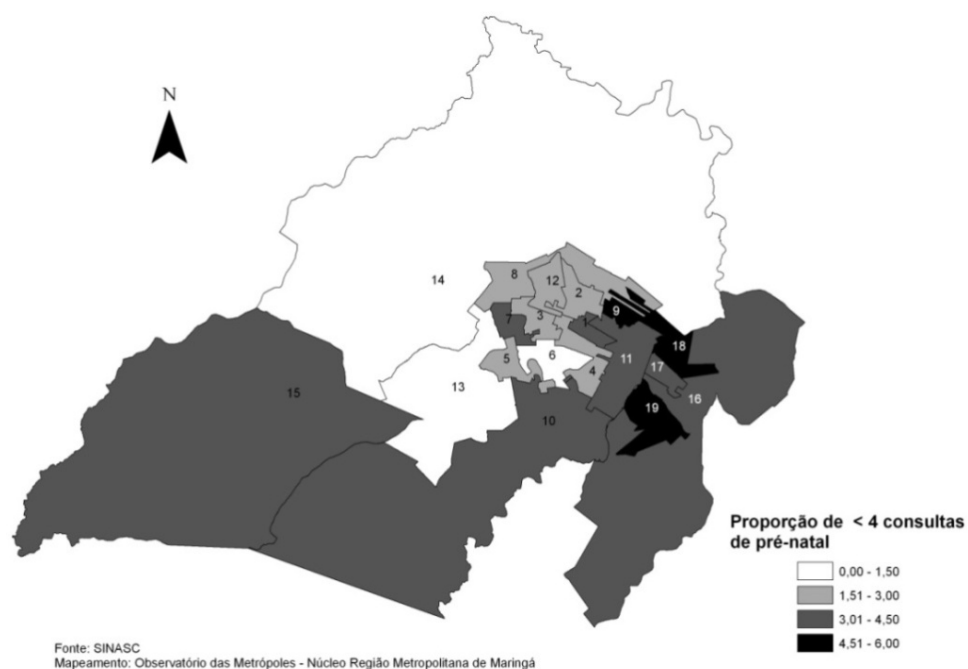 N
14
8
12
2
9
7
3
1
18
11
5
6
17
4
13
15
16
19
10
Proporção de < 4 consultas
de pré-natal
0,00 - 1,50
1,51 - 3,00
3,01 - 4,50
4,51 - 6,00
Fonte: SINASC
Mapeamento: Observatório das Metrópoles - Núcleo Região Metropolitana de Maringá